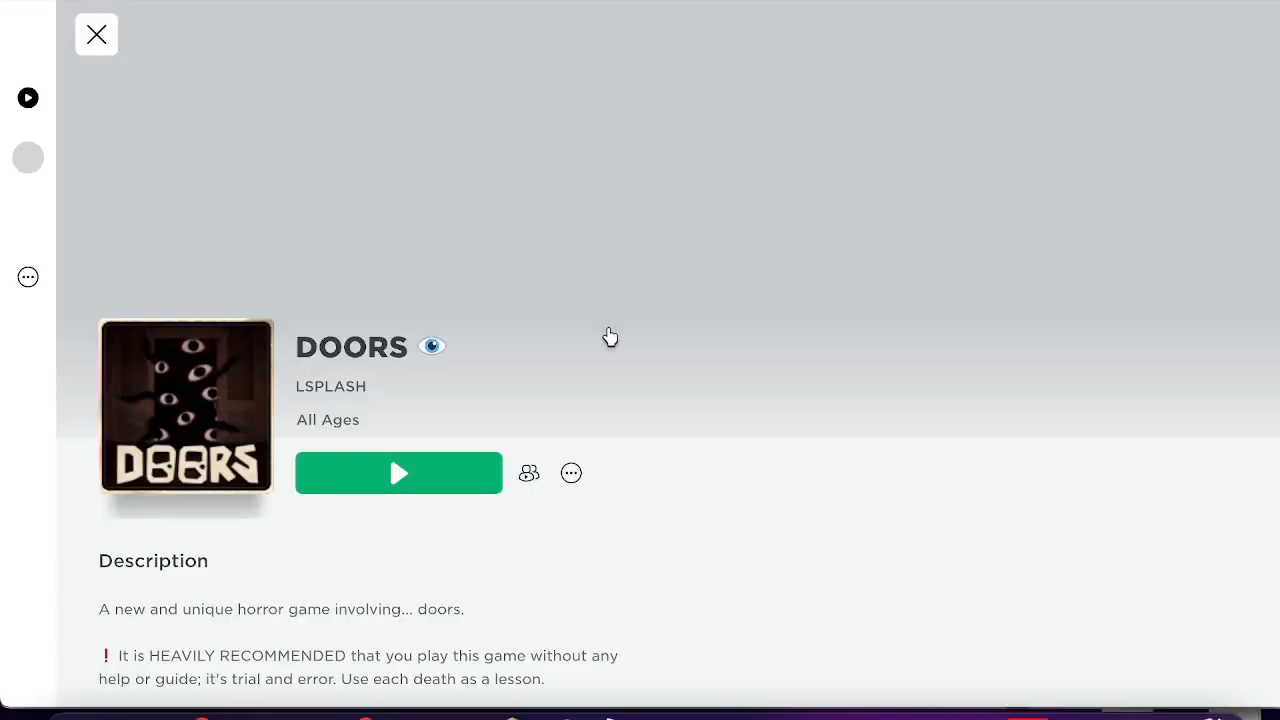 DOORS 👁
LSPLASH
All Ages
DOORS
Description
A new and unique horror game involving... doors.
❗ It is HEAVILY RECOMMENDED that you play this game without any
help or guide; it's trial and error. Use each death as a lesson.